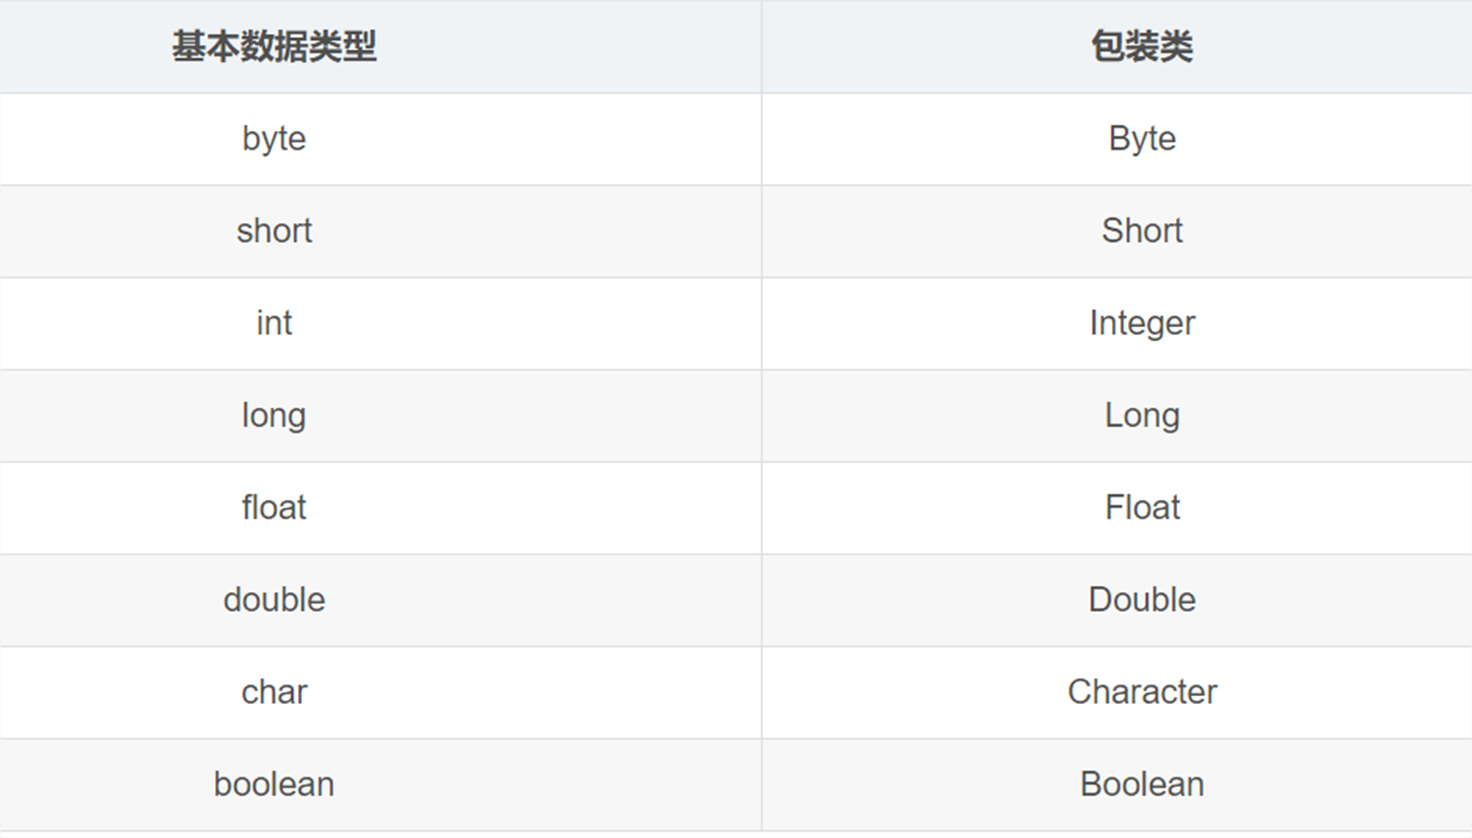 基本数据类型 包装类
byte Byte
short Short
int Integer
long Long
float Float
double Double
char Character
boolean Boolean